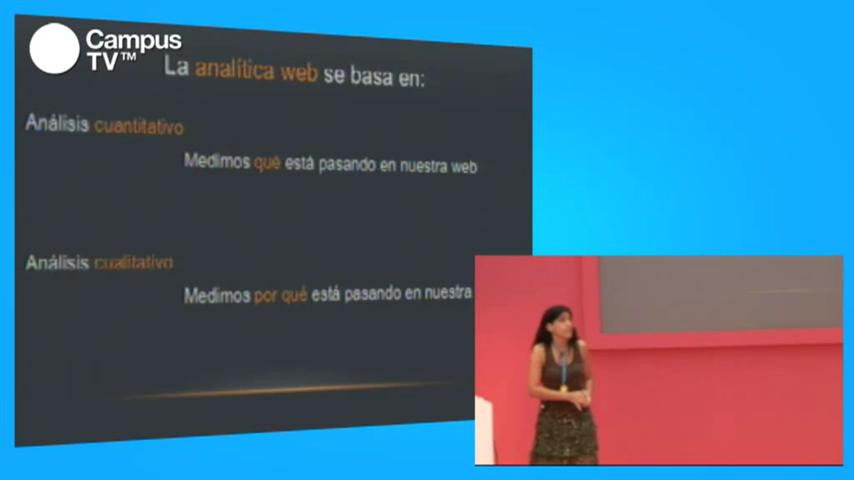 Campus
TV™
La analítica web se basa en:
Análisis cuantitativo
Medimos qué está pasando en nuestra web
Análisis cualitativo
Medimos por qué está pasando en nuestra